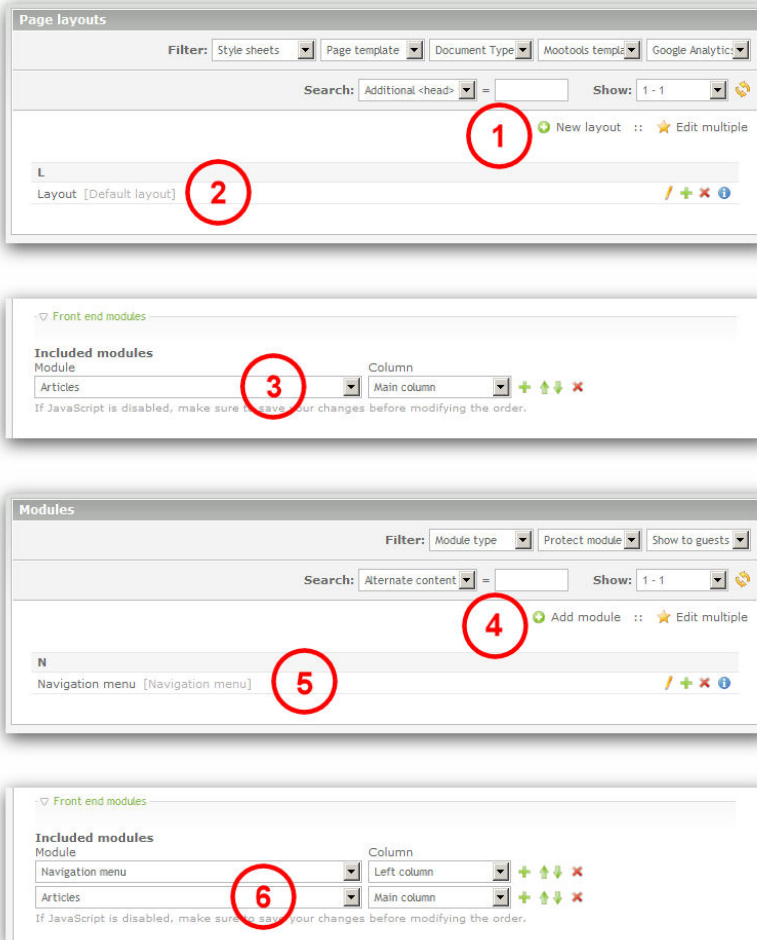 Page layouts
Filter: Style sheets Page template Document Type Mootools templa Google Analytics
Search: Additional <head> = Show: 1 - 1
1 New layout :: Edit multiple
L
Layout [Default layout] 2
Front end modules
Included modules
Module Column
Articles 3 Main column
If JavaScript is disabled, make sure to save your changes before modifying the order.
Modules
Filter: Module type Protect module Show to guests
Search: Alternate content = Show: 1 - 1
4 Add module :: Edit multiple
N
Navigation menu [Navigation menu] 5
Front end modules
Included modules
Module Column
Navigation menu Left column
Articles 6 Main column
If JavaScript is disabled, make sure to save your changes before modifying the order.